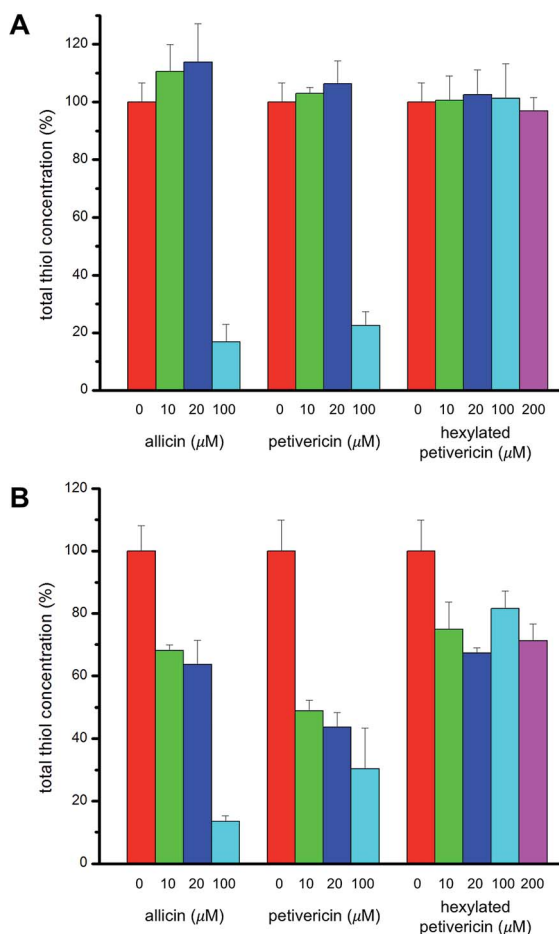 A
total thiol concentration (%)
120
100
80
60
40
20
0
0 10 20 100 0 10 20 100 0 10 20 100 200
allicin (μM) petivericin (μM) hexylated
petivericin (μM)
B
total thiol concentration (%)
120
100
80
60
40
20
0
0 10 20 100 0 10 20 100 0 10 20 100 200
allicin (μM) petivericin (μM) hexylated
petivericin (μM)